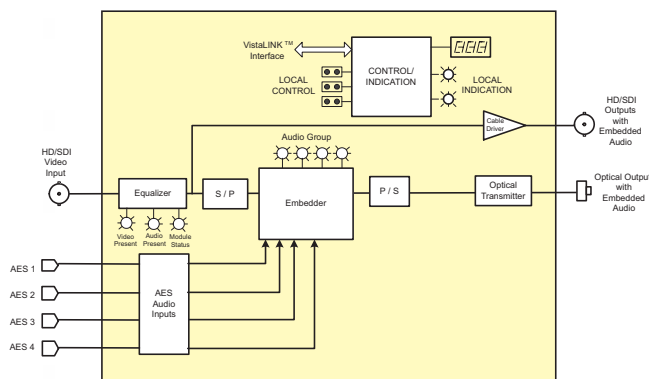 VistaLINK ™
Interface
LOCAL
CONTROL
CONTROL/
INDICATION
LOCAL
INDICATION
HD/SDI
Outputs
with
Embedded
Audio
Cable
Driver
Audio Group
HD/SDI
Video
Input
Equalizer
S / P
Embedder
P / S
Optical
Transmitter
Optical Output
with
Embedded
Audio
Video
Present
Audio
Present
Module
Status
AES 1
AES 2
AES 3
AES 4
AES
Audio
Inputs